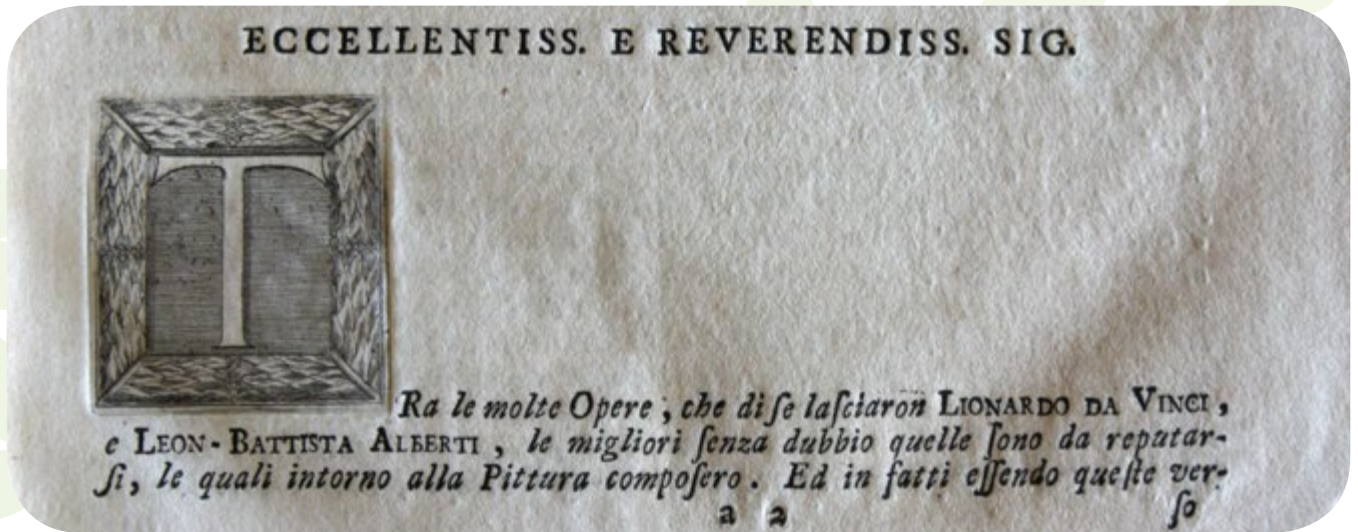 ECCELLENTISS. E REVERENDISS. SIG.
TRa le molte Opere, che di ſe laſciaron LIONARDO DA VINCI,
e LEON-BATTISTA ALBERTI, le migliori ſenza dubbio quelle ſono da reputar-
ſi, le quali intorno alla Pittura compoſero. Ed in fatti eſſendo queſte ver-
a 2
ſo